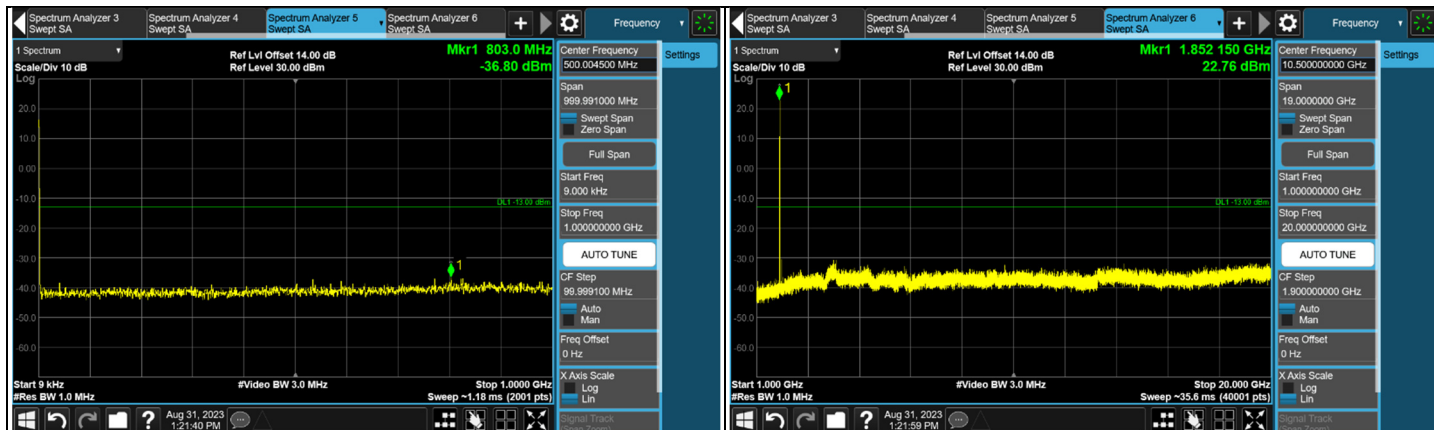 Spectrum Analyzer 3
Swept SA
Spectrum Analyzer 4
Swept SA
Spectrum Analyzer 5
Swept SA
Spectrum Analyzer 6
Swept SA
+
Frequency
1 Spectrum
Scale/Div 10 dB
Log
Ref Lvl Offset 14.00 dB
Ref Level 30.00 dBm
Mkr1 803.0 MHz
-36.80 dBm
20.0
10.0
0.00
-10.0
-20.0
-30.0
-40.0
-50.0
-60.0
DL1 -13.00 dBm
1
Start 9 kHz
#Res BW 1.0 MHz
#Video BW 3.0 MHz
Stop 1.0000 GHz
Sweep ~1.18 ms (2001 pts)
Center Frequency
500.004500 MHz
Settings
Span
999.991000 MHz
Swept Span
Zero Span
Full Span
Start Freq
9.000 kHz
Stop Freq
1.000000000 GHz
AUTO TUNE
CF Step
99.999100 MHz
Auto
Man
Freq Offset
0 Hz
X Axis Scale
Log
Lin
Signal Track
(Span Zoom)
?
Aug 31, 2023
1:21:40 PM
Spectrum Analyzer 3
Swept SA
Spectrum Analyzer 4
Swept SA
Spectrum Analyzer 5
Swept SA
Spectrum Analyzer 6
Swept SA
+
Frequency
1 Spectrum
Scale/Div 10 dB
Log
Ref Lvl Offset 14.00 dB
Ref Level 30.00 dBm
Mkr1 1.852 150 GHz
22.76 dBm
20.0
10.0
0.00
-10.0
-20.0
-30.0
-40.0
-50.0
-60.0
DL1 -13.00 dBm
1
Start 1.000 GHz
#Res BW 1.0 MHz
#Video BW 3.0 MHz
Stop 20.000 GHz
Sweep ~35.6 ms (40001 pts)
Center Frequency
10.500000000 GHz
Settings
Span
19.0000000 GHz
Swept Span
Zero Span
Full Span
Start Freq
1.000000000 GHz
Stop Freq
20.000000000 GHz
AUTO TUNE
CF Step
1.900000000 GHz
Auto
Man
Freq Offset
0 Hz
X Axis Scale
Log
Lin
Signal Track
(Span Zoom)
?
Aug 31, 2023
1:21:59 PM